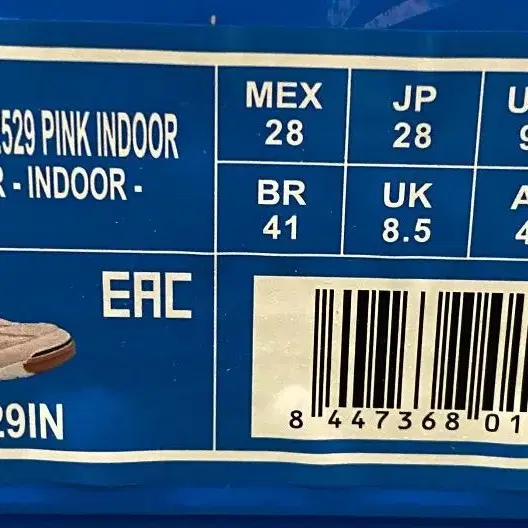 529 PINK INDOOR
R - INDOOR -
MEX
28
JP
28
BR
41
UK
8.5
EAC
29IN
8 447368 01